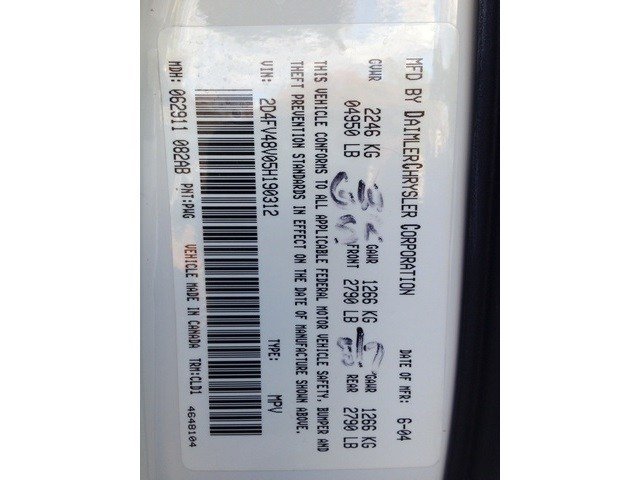 MFD BY DAIMLERCHRYSLER CORPORATION DATE OF MFR: 6-04
GVWR 2246 KG GAWR 1266 KG GAWR 1266 KG
04950 LB FRONT 2790 LB REAR 2790 LB
THIS VEHICLE CONFORMS TO ALL APPLICABLE FEDERAL MOTOR VEHICLE SAFETY, BUMPER AND
THEFT PREVENTION STANDARDS IN EFFECT ON THE DATE OF MANUFACTURE SHOWN ABOVE.
VIN: 2D4FV48V05H190312 TYPE: MPV
MDH: 062911 082AB PNT:PWG VEHICLE MADE IN CANADA TRM:CLD1
4648104